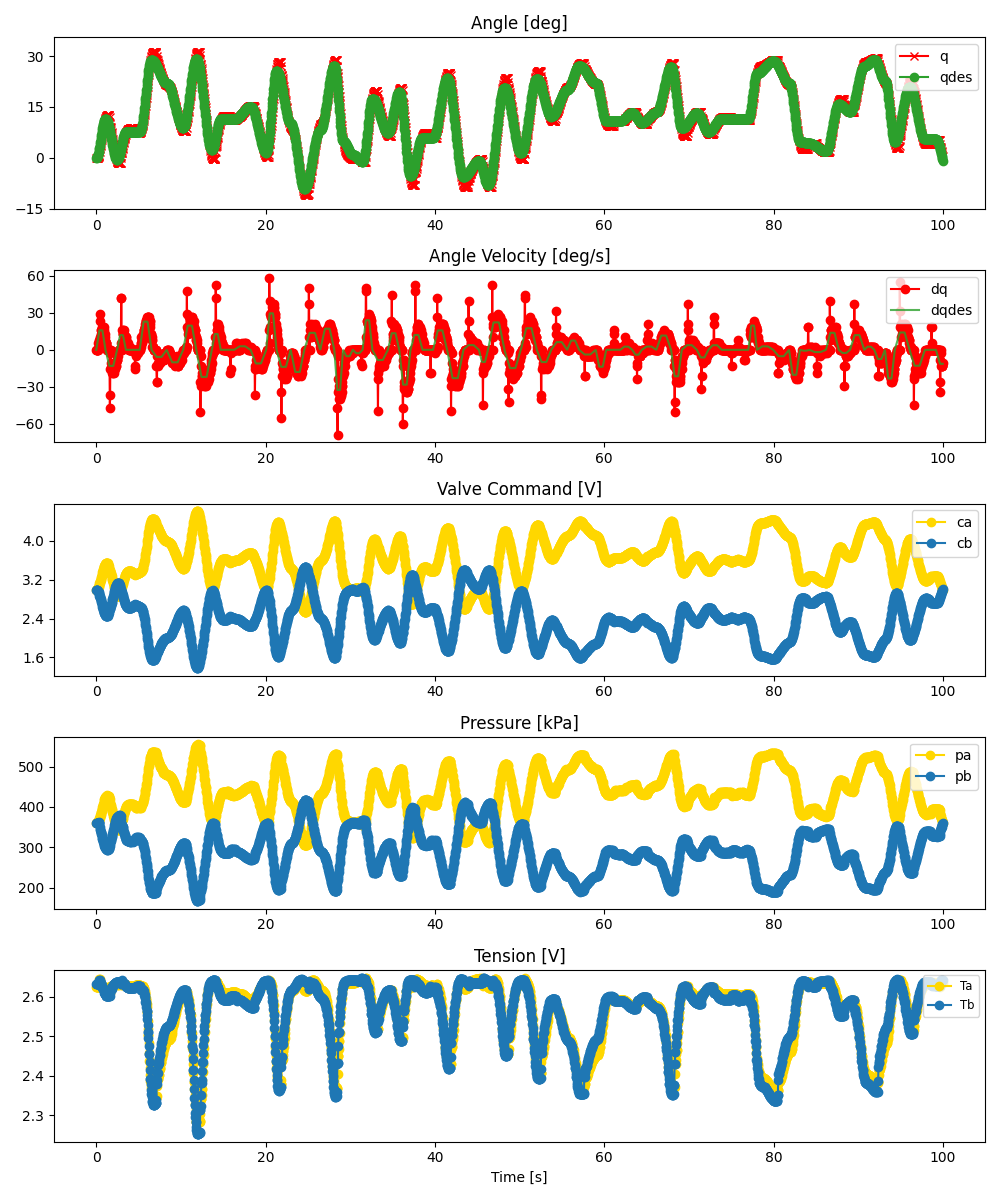 Angle [deg]
30
15
0
−15
q
qdes
0 20 40 60 80 100
Angle Velocity [deg/s]
60
30
0
−30
−60
dq
dqdes
0 20 40 60 80 100
Valve Command [V]
4.0
3.2
2.4
1.6
ca
cb
0 20 40 60 80 100
Pressure [kPa]
500
400
300
200
pa
pb
0 20 40 60 80 100
Tension [V]
2.6
2.5
2.4
2.3
Ta
Tb
0 20 40 60 80 100
Time [s]